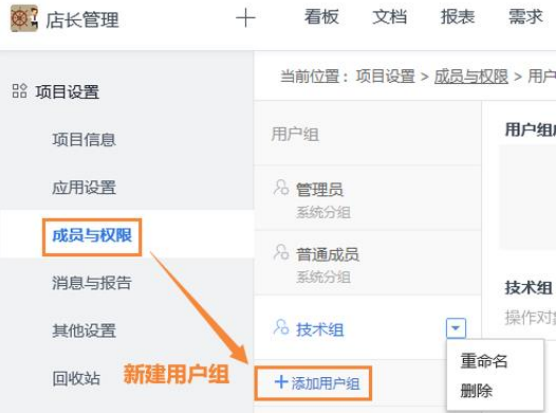 店长管理
看板 文档 报表 需求
当前位置：项目设置 > 成员与权限 > 用户
项目设置
项目信息
应用设置
成员与权限
消息与报告
其他设置
回收站
新建用户组
用户组
管理员
系统分组
普通成员
系统分组
技术组
+添加用户组
重命名
删除
用户组
技术组
操作对